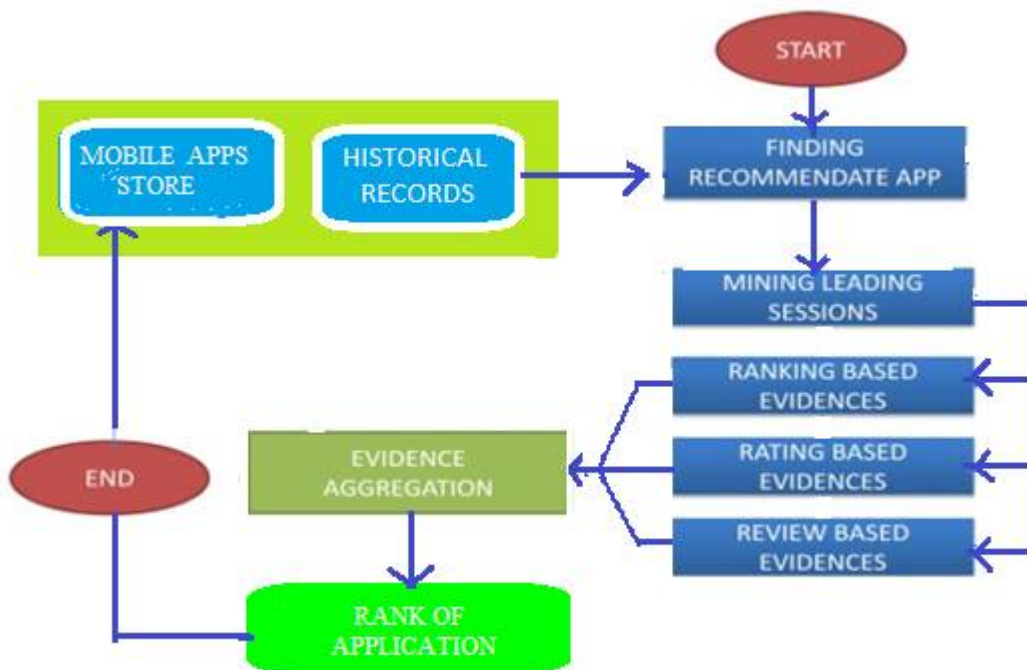 START
MOBILE APPS
STORE
HISTORICAL
RECORDS
FINDING
RECOMMENDATE APP
MINING LEADING
SESSIONS
RANKING BASED
EVIDENCES
RATING BASED
EVIDENCES
REVIEW BASED
EVIDENCES
EVIDENCE
AGGREGATION
END
RANK OF
APPLICATION